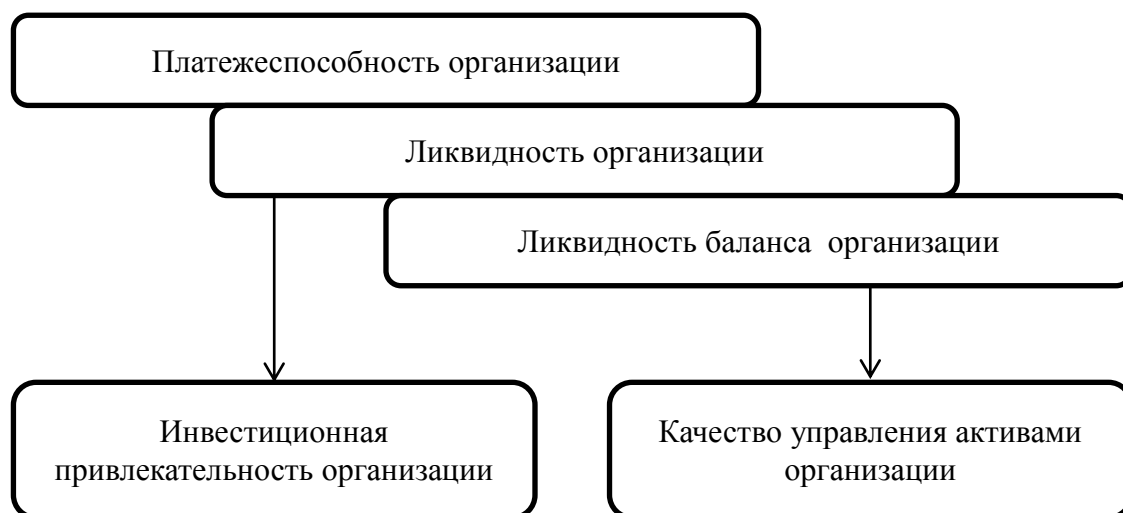 Платежеспособность организации
Ликвидность организации
Ликвидность баланса  организации
Инвестиционная
привлекательность организации
Качество управления активами
организации